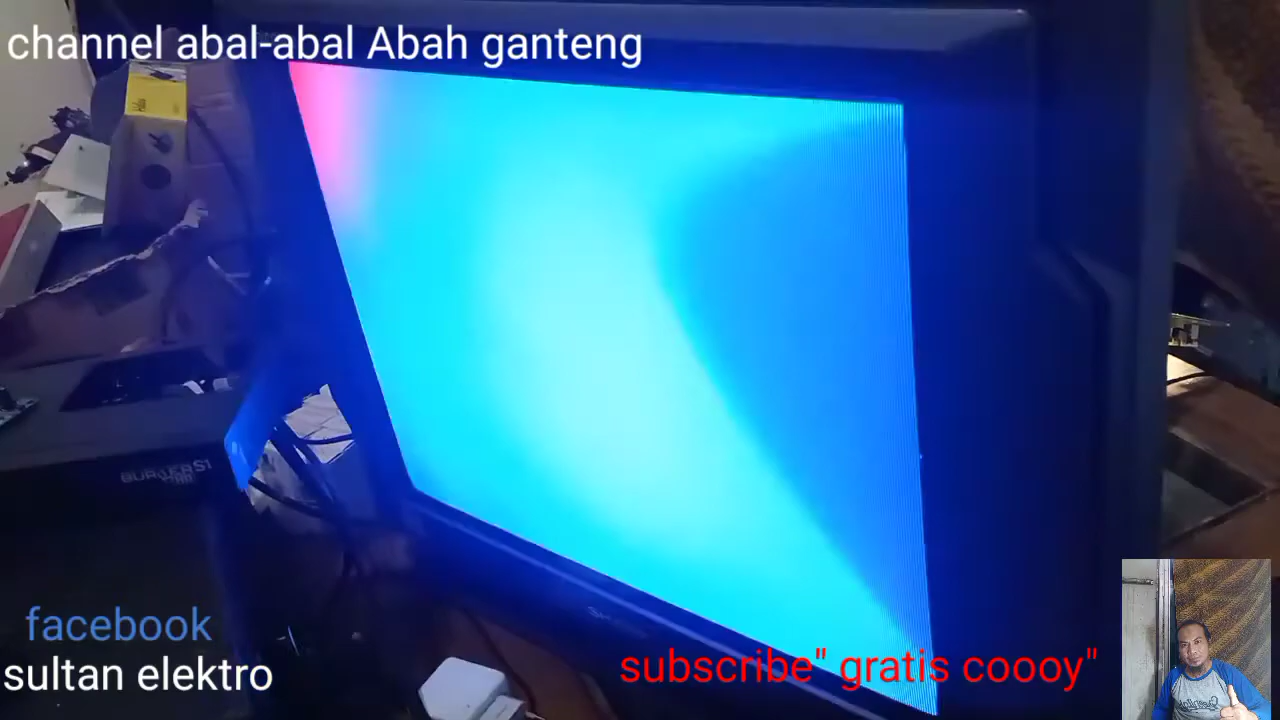 channel abal-abal Abah ganteng
facebook
sultan elektro
subscribe" gratis coooy"